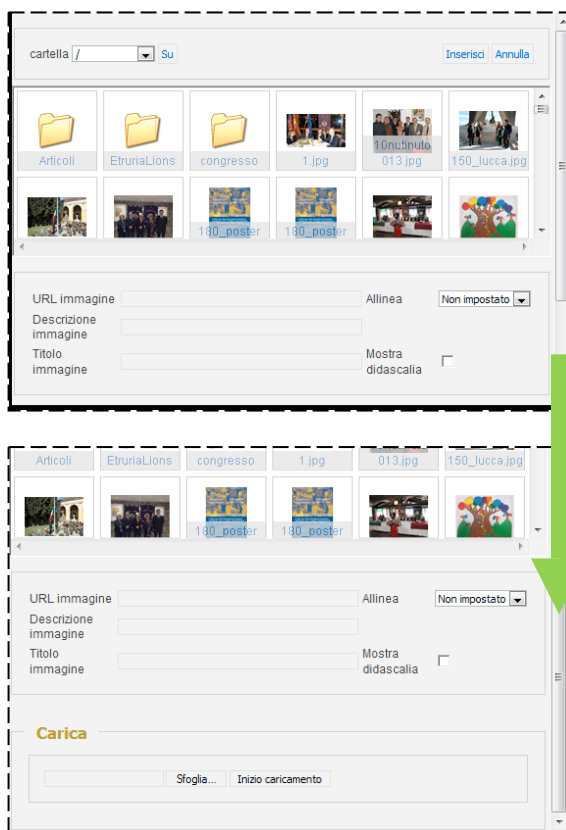 cartella / Su Inserisci Annulla
Articoli EtruriaLions congresso 1.jpg 10nutinuto 013.jpg 150_lucca.jpg
180_poster 180_poster
URL immagine Allinea Non impostato
Descrizione
immagine
Titolo Mostra
immagine didascalia
Articoli EtruriaLions congresso 1.jpg 013.jpg 150_lucca.jpg
180_poster 180_poster
URL immagine Allinea Non impostato
Descrizione
immagine
Titolo Mostra
immagine didascalia
Carica
Sfoglia... Inizio caricamento